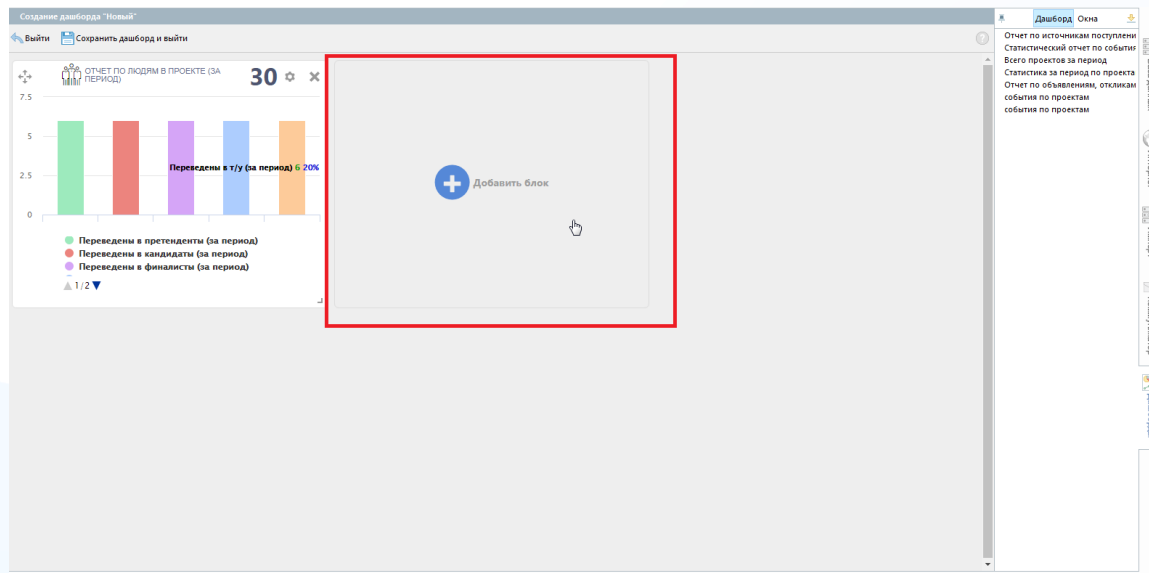 Создание дашборда "Новый"
Выйти Сохранить дашборд и выйти
ОТЧЕТ ПО ЛЮДЯМ В ПРОЕКТЕ (ЗА
ПЕРИОД)
30
7.5
5
2.5
0
Переведены в т/у (за период) 6 20%
Переведены в претенденты (за период)
Переведены в кандидаты (за период)
Переведены в финалисты (за период)
1/2
Добавить блок
Дашборд Окна
Отчет по источникам поступлени
Статистический отчет по события
Всего проектов за период
Статистика за период по проекта
Отчет по объявлениям, откликам
события по проектам
события по проектам